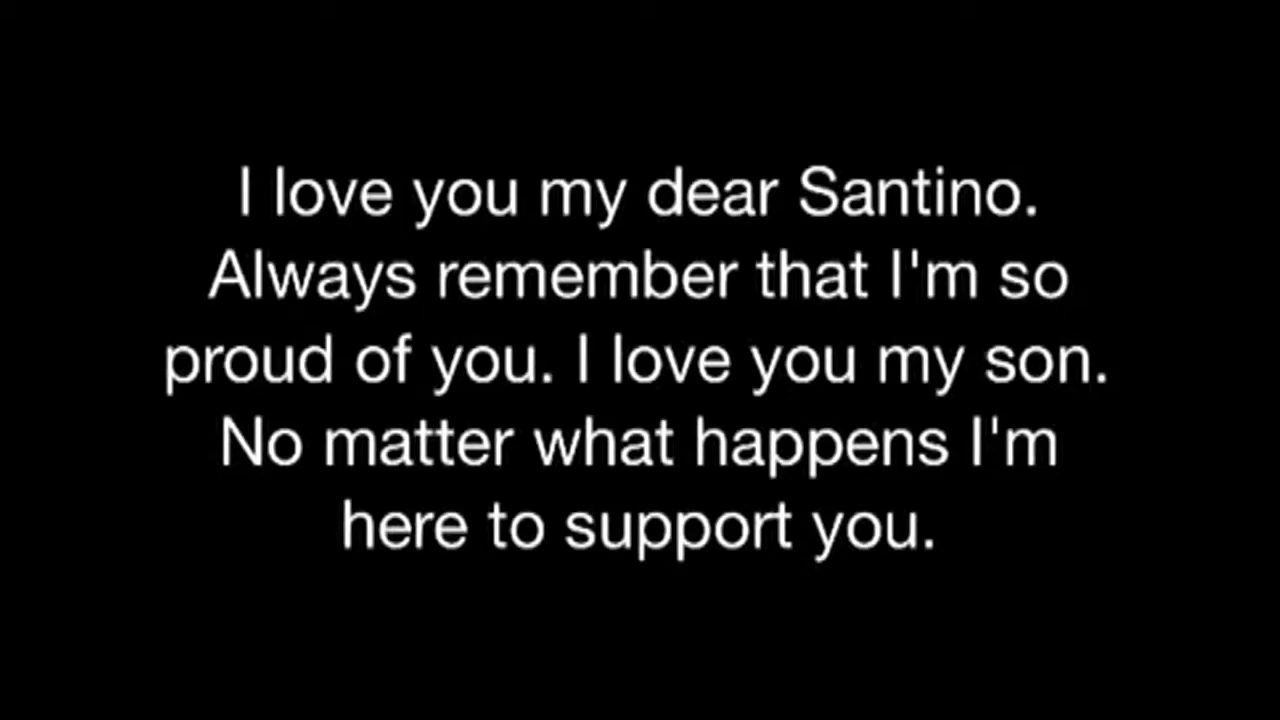 I love you my dear Santino.
Always remember that I'm so
proud of you. I love you my son.
No matter what happens I'm
here to support you.